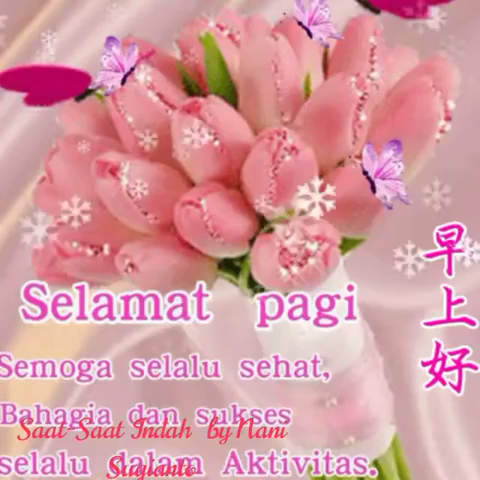 早上好
Selamat pagi
Semoga selalu sehat,
Bahagia dan sukses
selalu dalam Aktivitas.
Saat Saat Indah by Nani
Sugianto